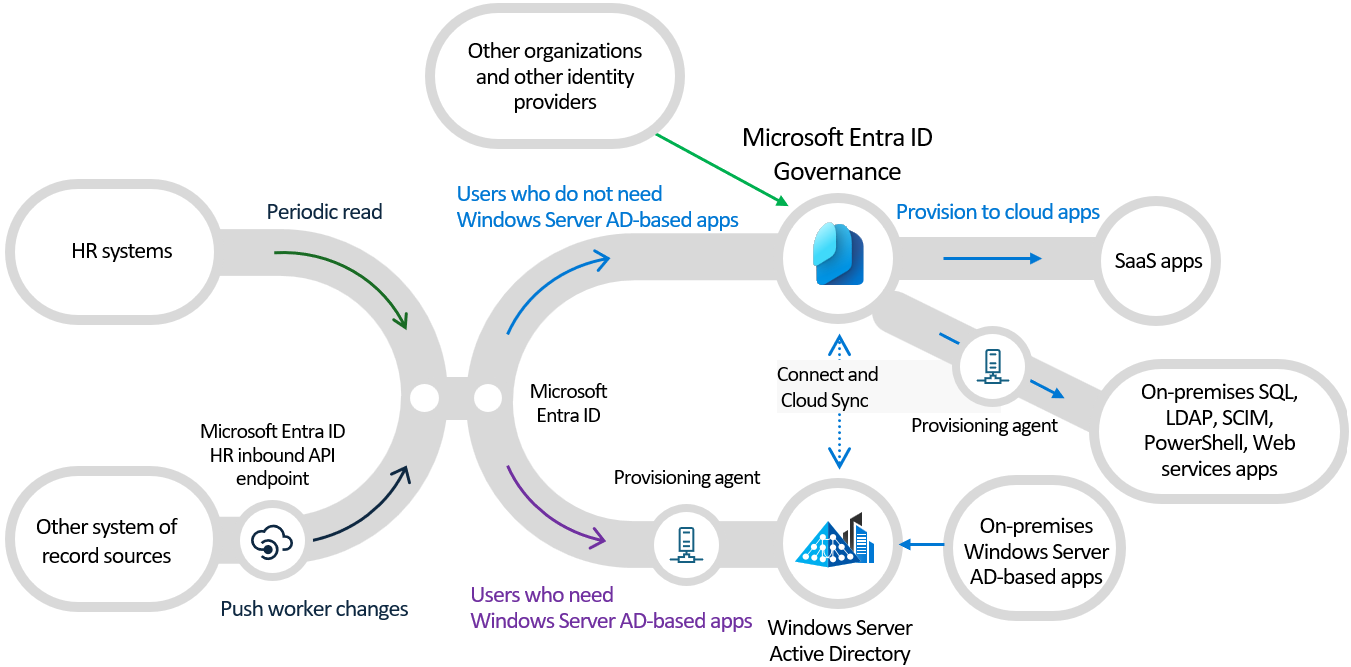 Other organizations
and other identity
providers
Microsoft Entra ID
Governance
Users who do not need
Windows Server AD-based apps
Periodic read
Provision to cloud apps
HR systems
SaaS apps
Connect and
Cloud Sync
Microsoft
Entra ID
On-premises SQL,
LDAP, SCIM,
PowerShell, Web
services apps
Provisioning agent
Microsoft Entra ID
HR inbound API
endpoint
Provisioning agent
Other system of
record sources
On-premises
Windows Server
AD-based apps
Push worker changes
Users who need
Windows Server AD-based apps
Windows Server
Active Directory